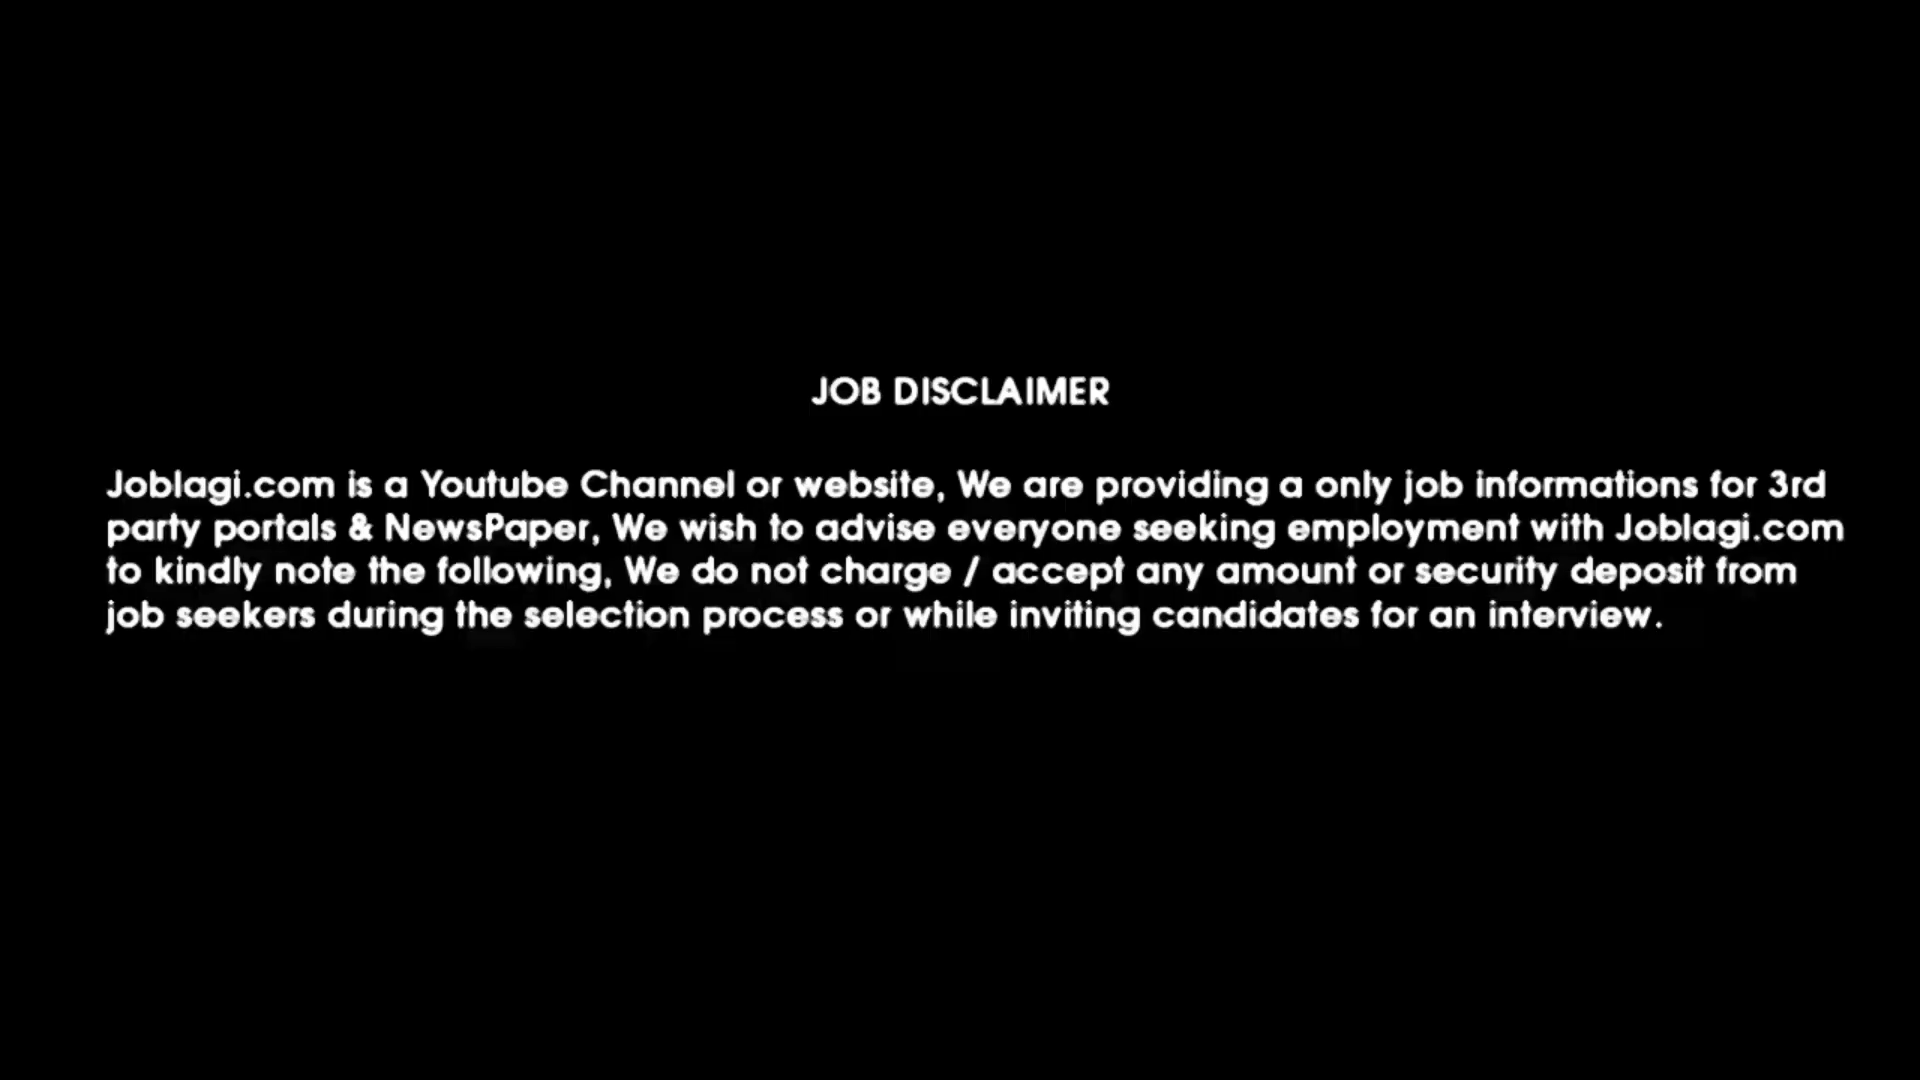 JOB DISCLAIMER
Joblagi.com is a Youtube Channel or website, We are providing a only job informations for 3rd
party portals & NewsPaper, We wish to advise everyone seeking employment with Joblagi.com
to kindly note the following, We do not charge / accept any amount or security deposit from
job seekers during the selection process or while inviting candidates for an interview.